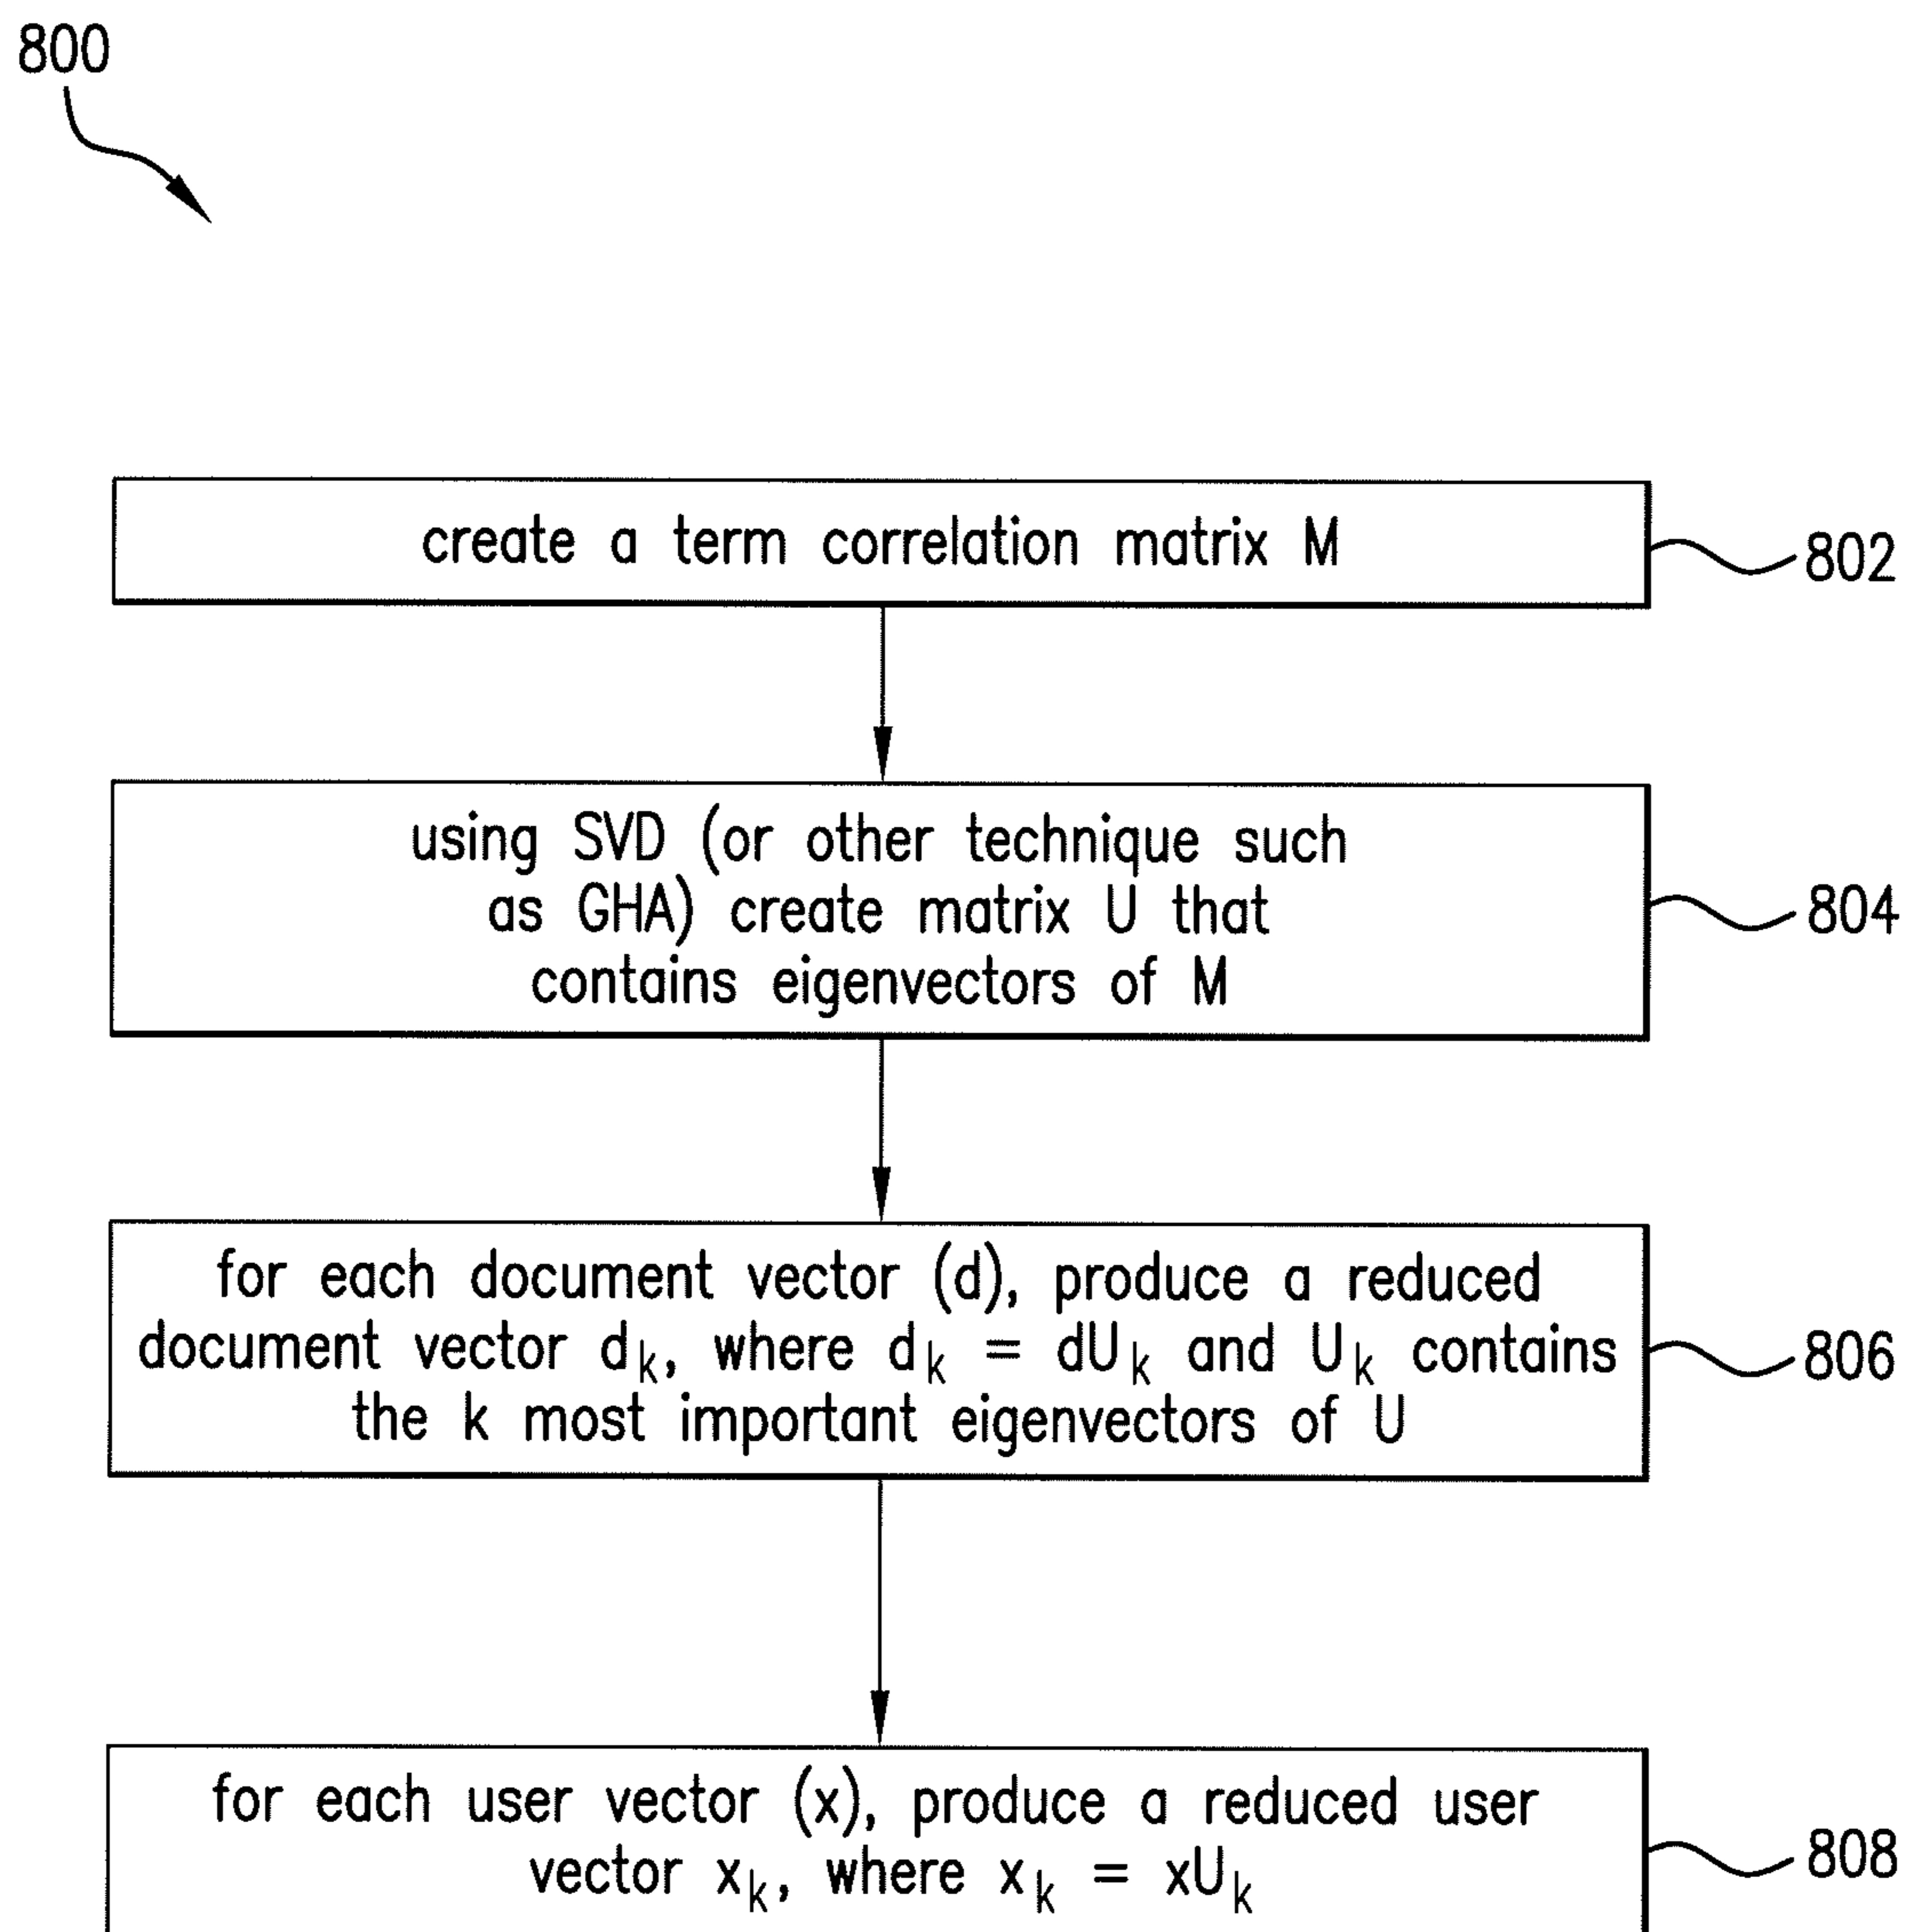 800
create a term correlation matrix M
802
using SVD (or other technique such
as GHA) create matrix U that
contains eigenvectors of M
804
for each document vector (d), produce a reduced
document vector dₖ, where dₖ = dUₖ and Uₖ contains
the k most important eigenvectors of U
806
for each user vector (x), produce a reduced user
vector xₖ, where xₖ = xUₖ
808